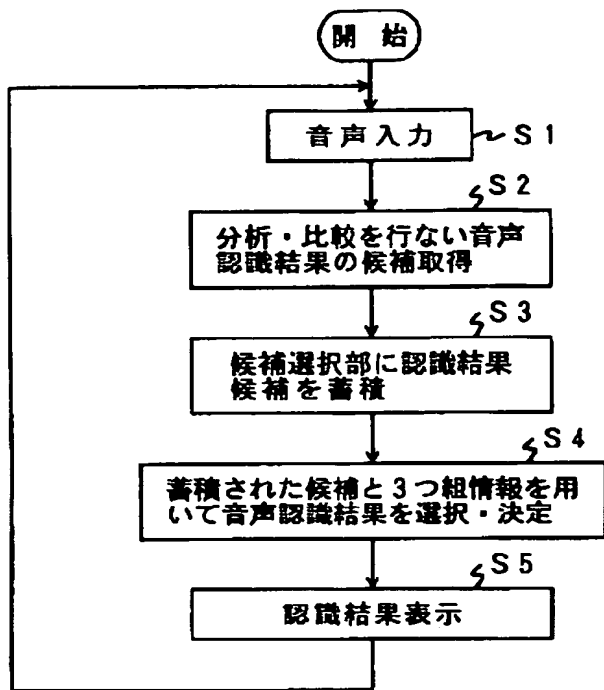 開始
音声入力
S1
S2
分析・比較を行ない音声
認識結果の候補取得
S3
候補選択部に認識結果
候補を蓄積
S4
蓄積された候補と3つ組情報を用
いて音声認識結果を選択・決定
S5
認識結果表示